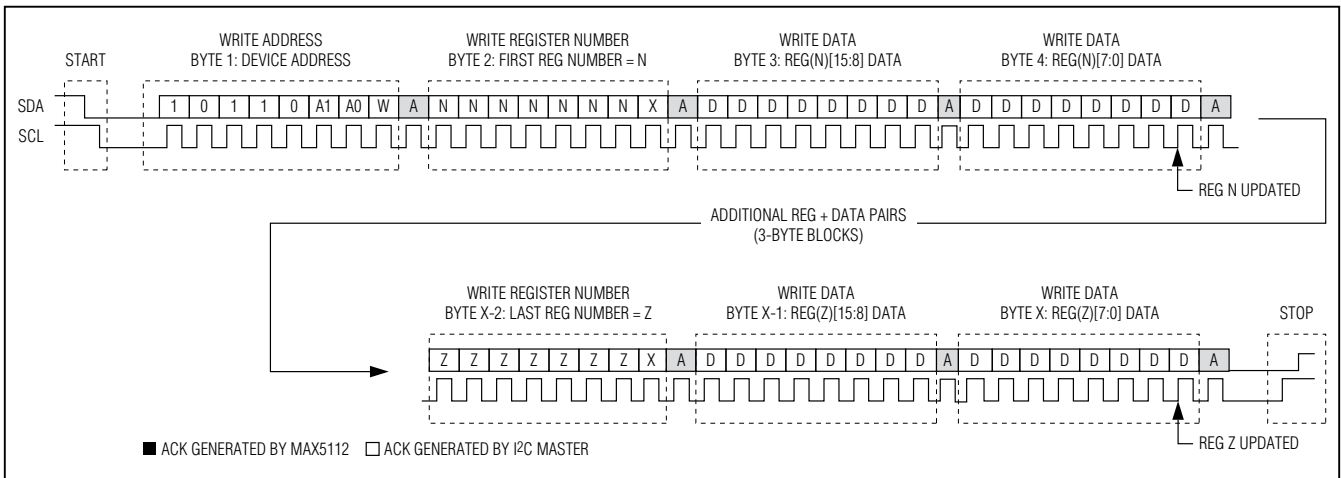 WRITE ADDRESS
BYTE 1: DEVICE ADDRESS
WRITE REGISTER NUMBER
BYTE 2: FIRST REG NUMBER = N
WRITE DATA
BYTE 3: REG(N)[15:8] DATA
WRITE DATA
BYTE 4: REG(N)[7:0] DATA
START
SDA
1 0 1 1 0 A1 A0 W A N N N N N N N X A D D D D D D D D A D D D D D D D D A
SCL
REG N UPDATED
ADDITIONAL REG + DATA PAIRS
(3-BYTE BLOCKS)
WRITE REGISTER NUMBER
BYTE X-2: LAST REG NUMBER = Z
WRITE DATA
BYTE X-1: REG(Z)[15:8] DATA
WRITE DATA
BYTE X: REG(Z)[7:0] DATA
STOP
Z Z Z Z Z Z Z X A D D D D D D D D A D D D D D D D D A
REG Z UPDATED
ACK GENERATED BY MAX5112 ACK GENERATED BY I²C MASTER